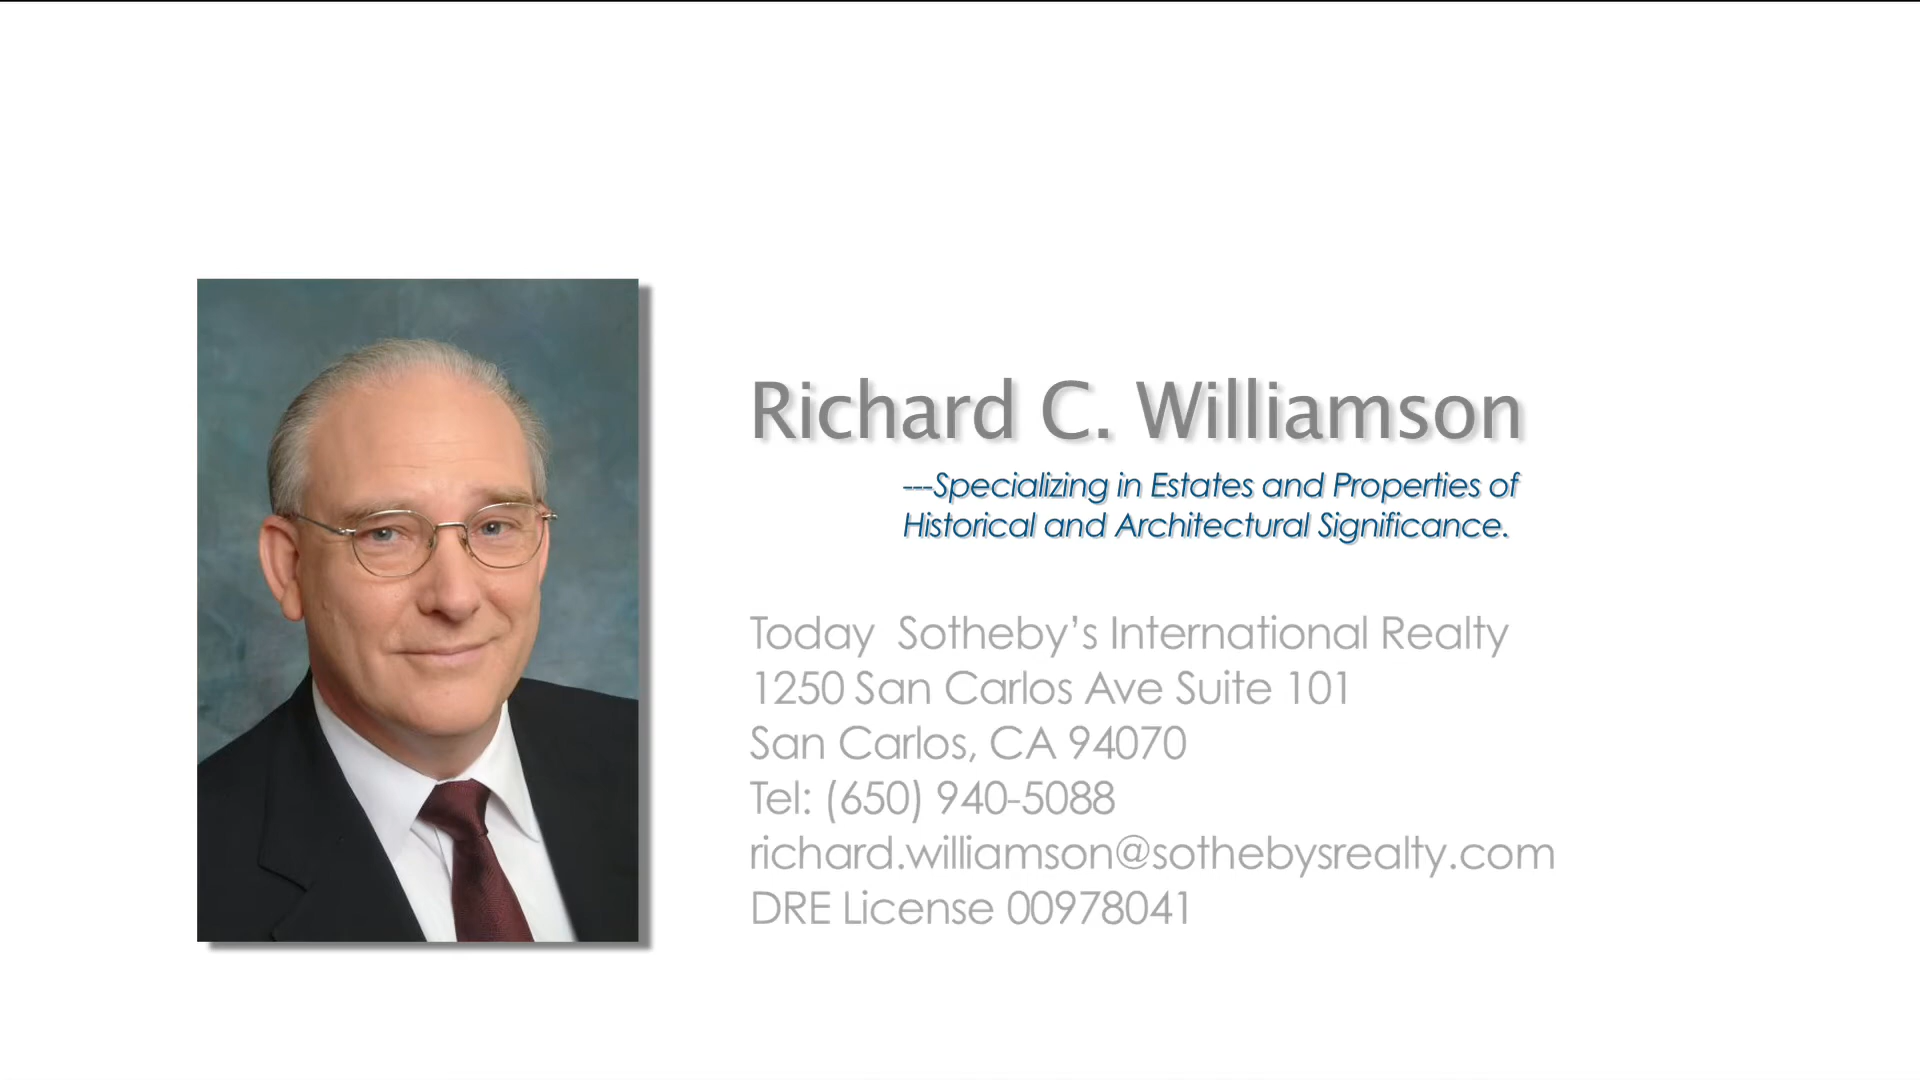 Richard C. Williamson
---Specializing in Estates and Properties of
Historical and Architectural Significance.
Today Sotheby’s International Realty
1250 San Carlos Ave Suite 101
San Carlos, CA 94070
Tel: (650) 940-5088
richard.williamson@sothebysrealty.com
DRE License 00978041